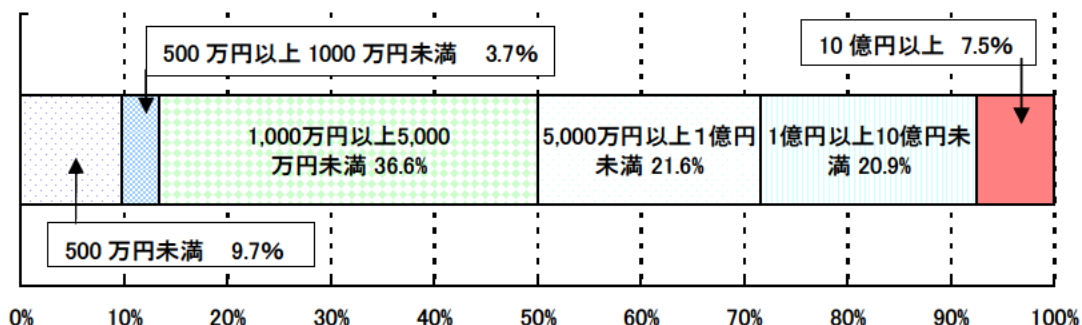 500 万円以上 1000 万円未満 3.7%
10 億円以上 7.5%
1,000万円以上5,000
万円未満 36.6%
5,000万円以上1億円
未満 21.6%
1億円以上10億円未
満 20.9%
500 万円未満 9.7%
0% 10% 20% 30% 40% 50% 60% 70% 80% 90% 100%